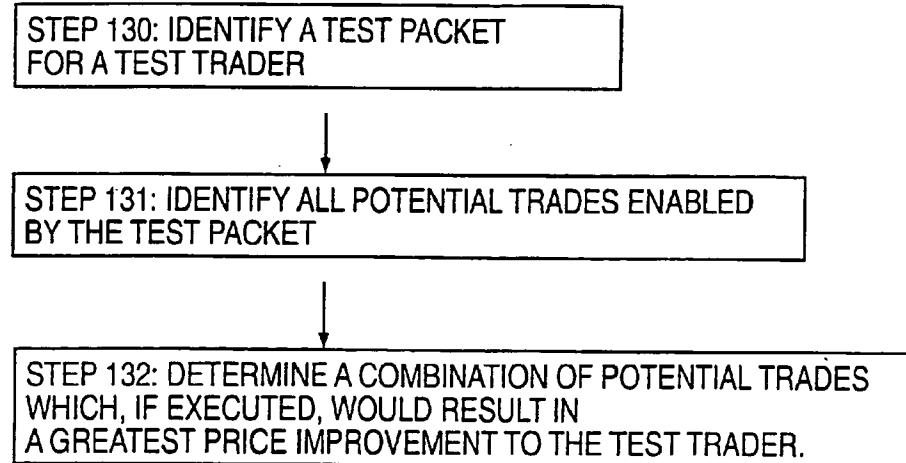 STEP 130: IDENTIFY A TEST PACKET
FOR A TEST TRADER
STEP 131: IDENTIFY ALL POTENTIAL TRADES ENABLED
BY THE TEST PACKET
STEP 132: DETERMINE A COMBINATION OF POTENTIAL TRADES
WHICH, IF EXECUTED, WOULD RESULT IN
A GREATEST PRICE IMPROVEMENT TO THE TEST TRADER.